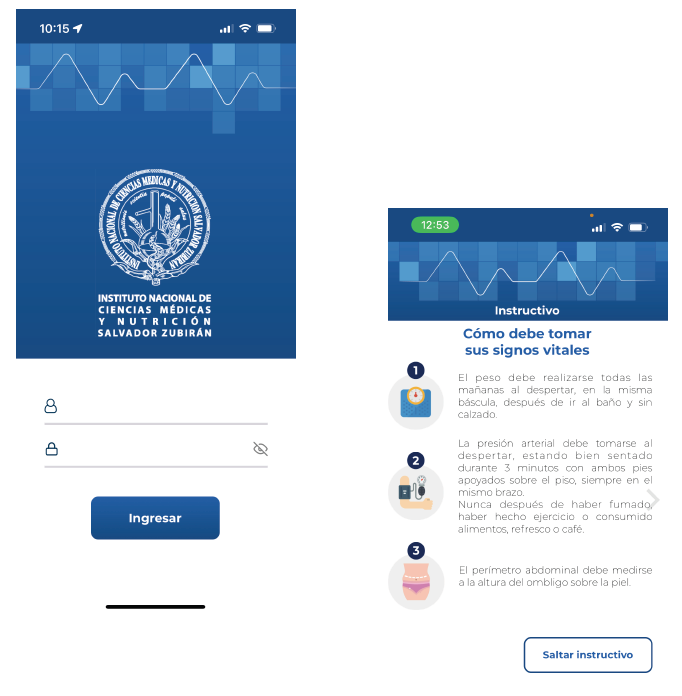 10:15
INSTITUTO NACIONAL DE CIENCIAS MEDICAS Y NUTRICION SALVADOR ZUBIRAN
INSTITUTO NACIONAL DE
CIENCIAS MÉDICAS
Y NUTRICIÓN
SALVADOR ZUBIRÁN
Ingresar
12:53
Instructivo
Cómo debe tomar
sus signos vitales
1
El peso debe realizarse todas las
mañanas al despertar, en la misma
báscula, después de ir al baño y sin
calzado.
2
La presión arterial debe tomarse al
despertar, estando bien sentado
durante 3 minutos con ambos pies
apoyados sobre el piso, siempre en el
mismo brazo.
Nunca después de haber fumado,
haber hecho ejercicio o consumido
alimentos, refresco o café.
3
El perímetro abdominal debe medirse
a la altura del ombligo sobre la piel.
Saltar instructivo